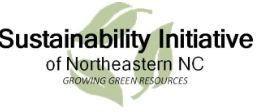 Sustainability Initiative
of Northeastern NC
GROWING GREEN RESOURCES